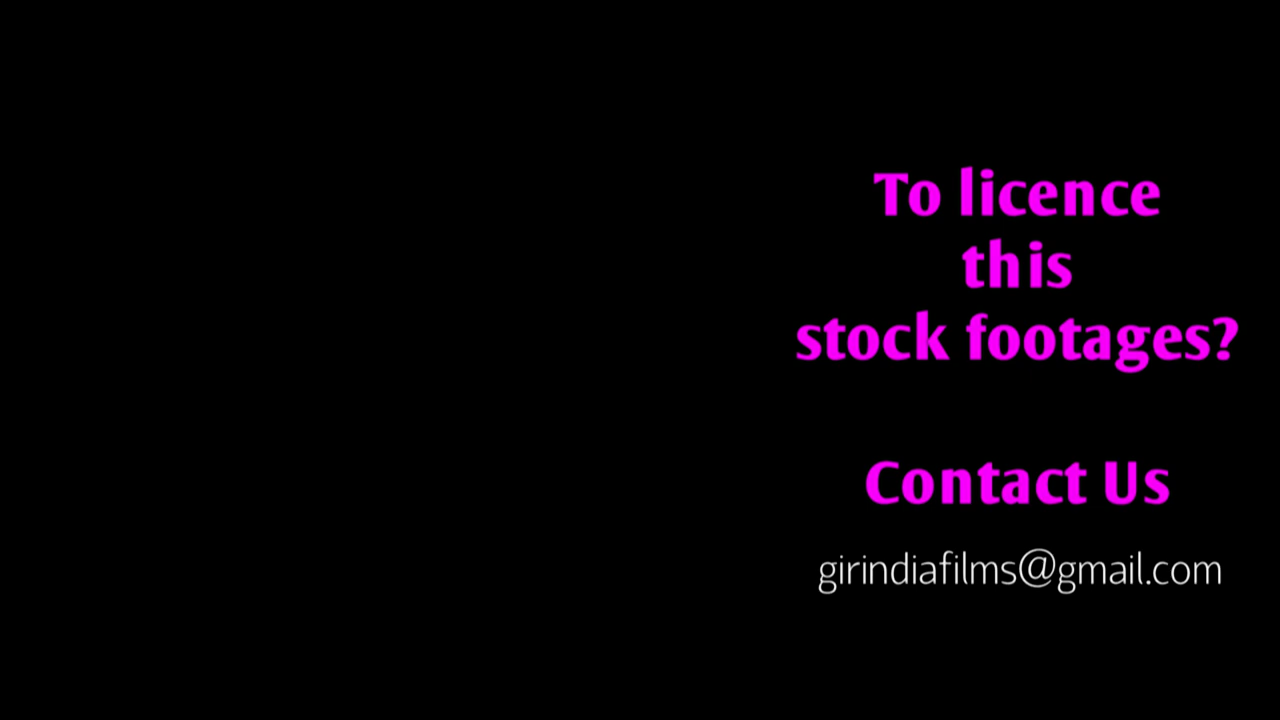 To licence
this
stock footages?
Contact Us
girindiafilms@gmail.com